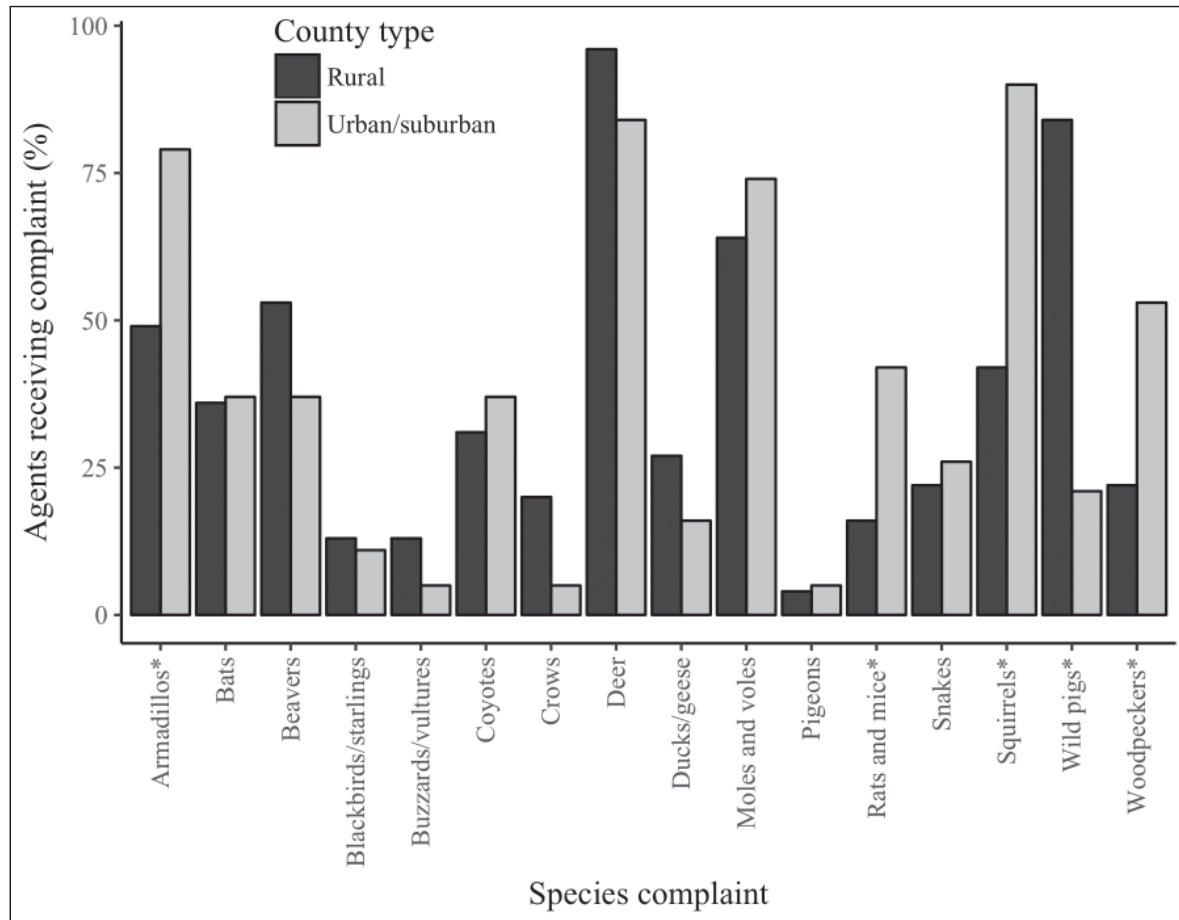 County type
Rural
Urban/suburban
Agents receiving complaint (%)
100
75
50
25
0
Armadillos*
Bats
Beavers
Blackbirds/starlings
Buzzards/vultures
Coyotes
Crows
Deer
Ducks/geese
Moles and voles
Pigeons
Rats and mice*
Snakes
Squirrels*
Wild pigs*
Woodpeckers*
Species complaint